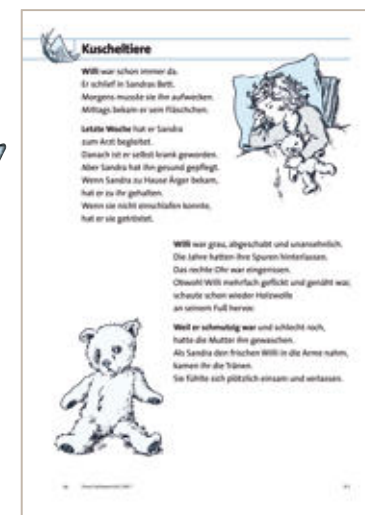 Kuscheltiere
Willi war schon immer da.
Er schlief in Sandras Bett.
Morgens musste sie ihn aufwecken.
Mittags bekam er sein Fläschchen.
Letzte Woche hat er Sandra
zum Arzt begleitet.
Danach ist er selbst krank geworden.
Aber Sandra hat ihn gesund gepflegt.
Wenn Sandra zu Hause Ärger bekam,
hat er zu ihr gehalten.
Wenn sie nicht einschlafen konnte,
hat er sie getröstet.
Willi war grau, abgeschabt und unansehnlich.
Die Jahre hatten ihre Spuren hinterlassen.
Das rechte Ohr war eingerissen.
Obwohl Willi mehrfach geflickt und genäht war,
schaute schon wieder Holzwolle
an seinem Fuß hervor.
Weil er schmutzig war und schlecht roch,
hatte die Mutter ihn gewaschen.
Als Sandra den frischen Willi in die Arme nahm,
kamen ihr die Tränen.
Sie fühlte sich plötzlich einsam und verlassen.